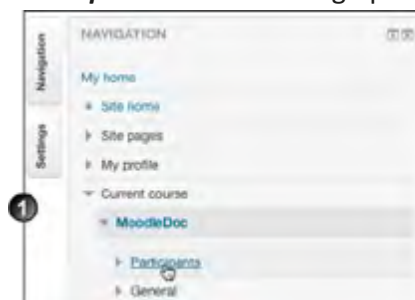 Navigation
Settings
NAVIGATION
My home
Site home
Site pages
My profile
1
Current course
MoodleDoc
Participants
General